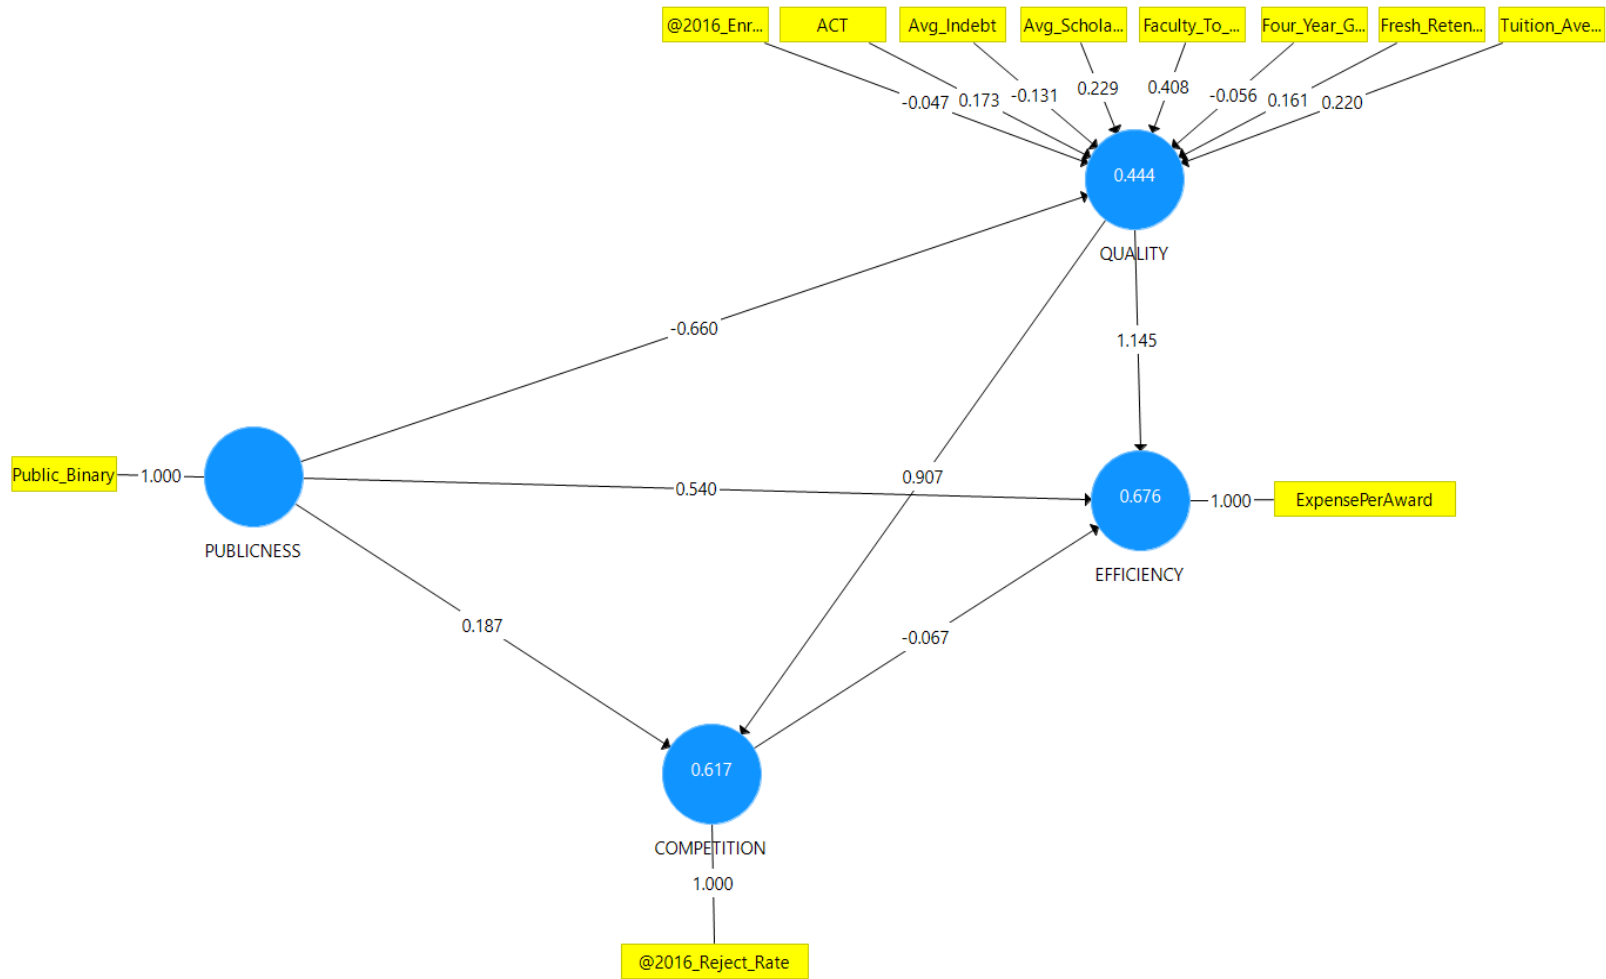 @2016_Enr...
ACT
Avg_Indebt
Avg_Schola...
Faculty_To_...
Four_Year_G...
Fresh_Reten...
Tuition_Ave...
-0.047
0.173
-0.131
0.229
0.408
-0.056
0.161
0.220
0.444
QUALITY
-0.660
1.145
Public_Binary
1.000
PUBLICNESS
0.540
0.907
0.676
1.000
ExpensePerAward
EFFICIENCY
0.187
-0.067
0.617
COMPETITION
1.000
@2016_Reject_Rate